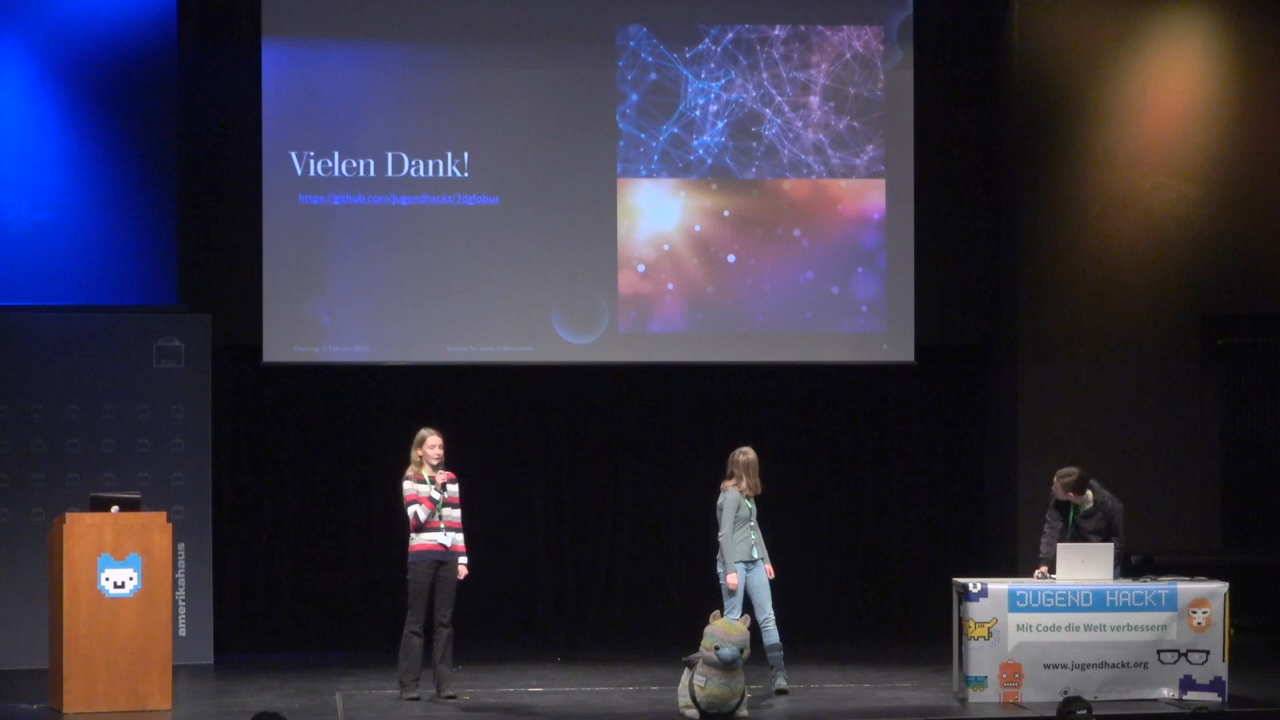 Vielen Dank!
https://github.com/Jugendhackt/3dglobus
amerikahaus
JUGEND HACKT
Mit Code die Welt verbessern
www.jugendhackt.org